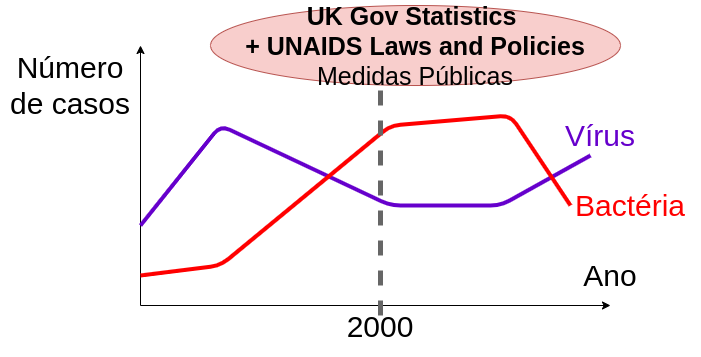 UK Gov Statistics
+ UNAIDS Laws and Policies
Medidas Públicas
Número
de casos
Vírus
Bactéria
Ano
2000